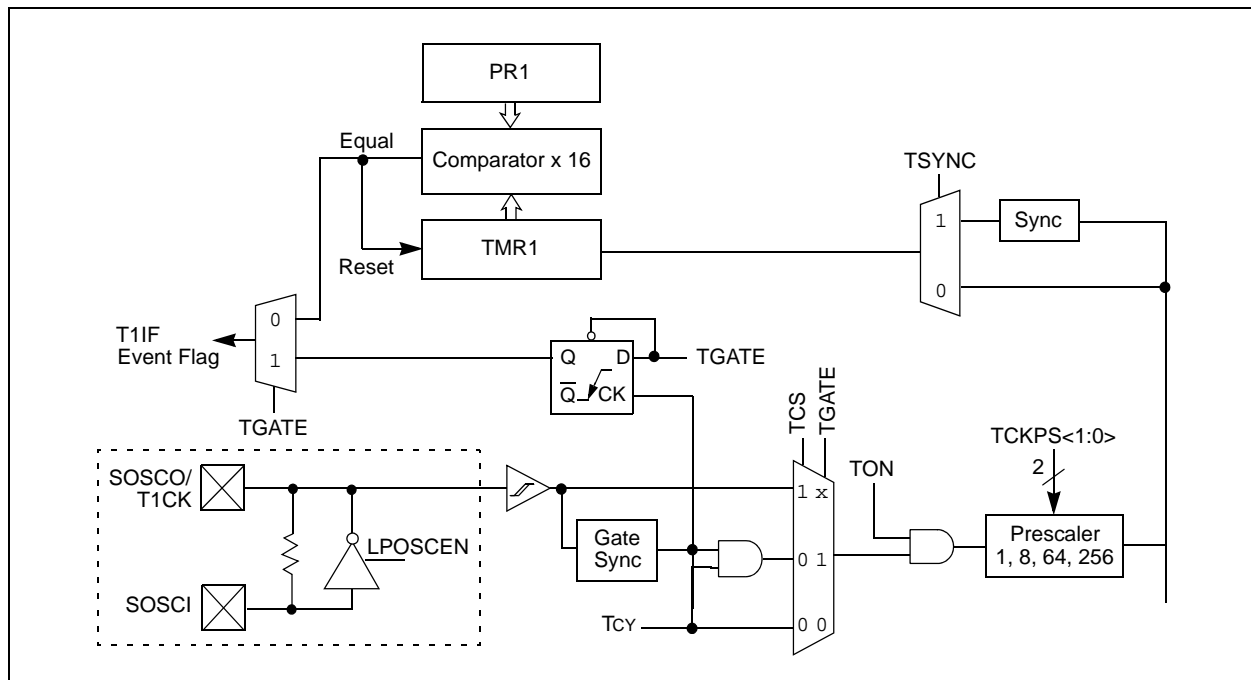 PR1
Equal
Comparator x 16
TSYNC
1
Sync
TMR1
Reset
0
0
T1IF
Event Flag
1
Q
D
TGATE
Q
CK
TGATE
TCS
TGATE
TCKPS<1:0>
SOSCO/
T1CK
2
TON
1 x
LPOSCEN
Gate
Sync
0 1
Prescaler
1, 8, 64, 256
SOSCI
TCY
0 0